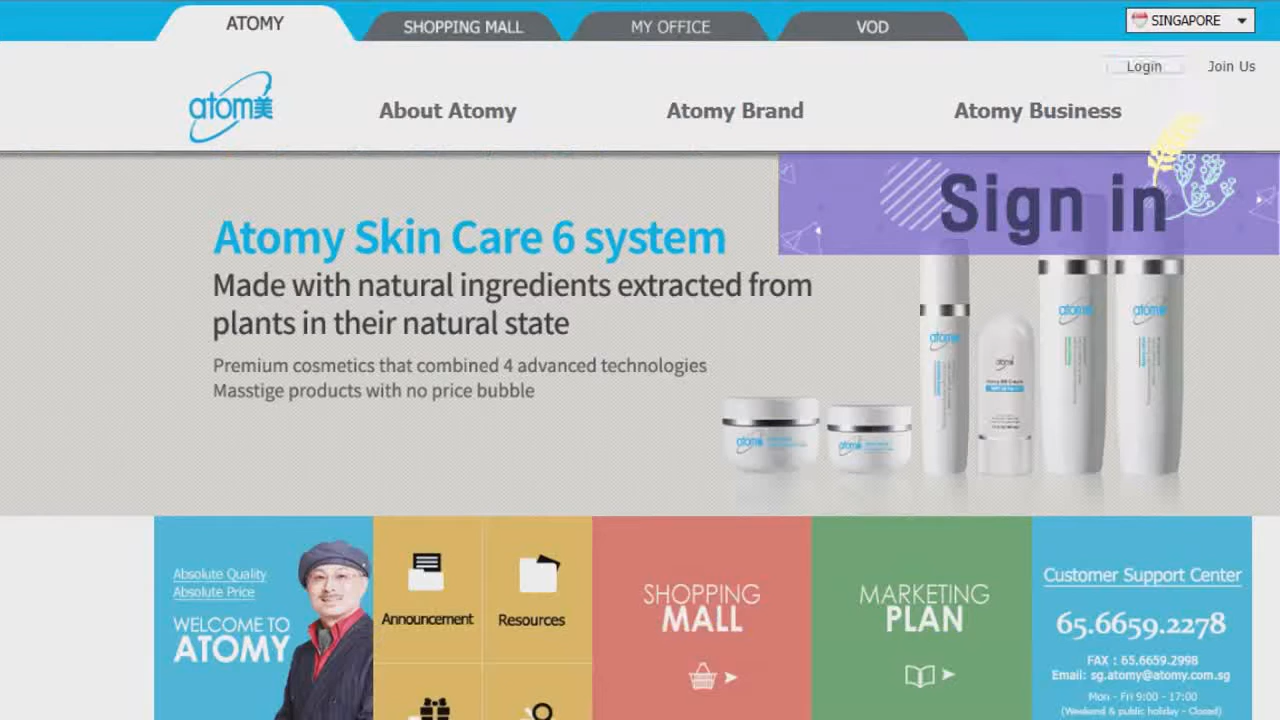 ATOMY
SHOPPING MALL
MY OFFICE
VOD
SINGAPORE
Login
Join Us
atom美
About Atomy
Atomy Brand
Atomy Business
Sign in
Atomy Skin Care 6 system
Made with natural ingredients extracted from
plants in their natural state
Premium cosmetics that combined 4 advanced technologies
Masstige products with no price bubble
Absolute Quality
Absolute Price
WELCOME TO
ATOMY
Announcement
Resources
SHOPPING
MALL
MARKETING
PLAN
Customer Support Center
65.6659.2278
FAX : 65.6659.2998
Email: sg.atomy@atomy.com.sg
Mon - Fri 9:00 - 17:00
(Weekend & public holiday - Closed)